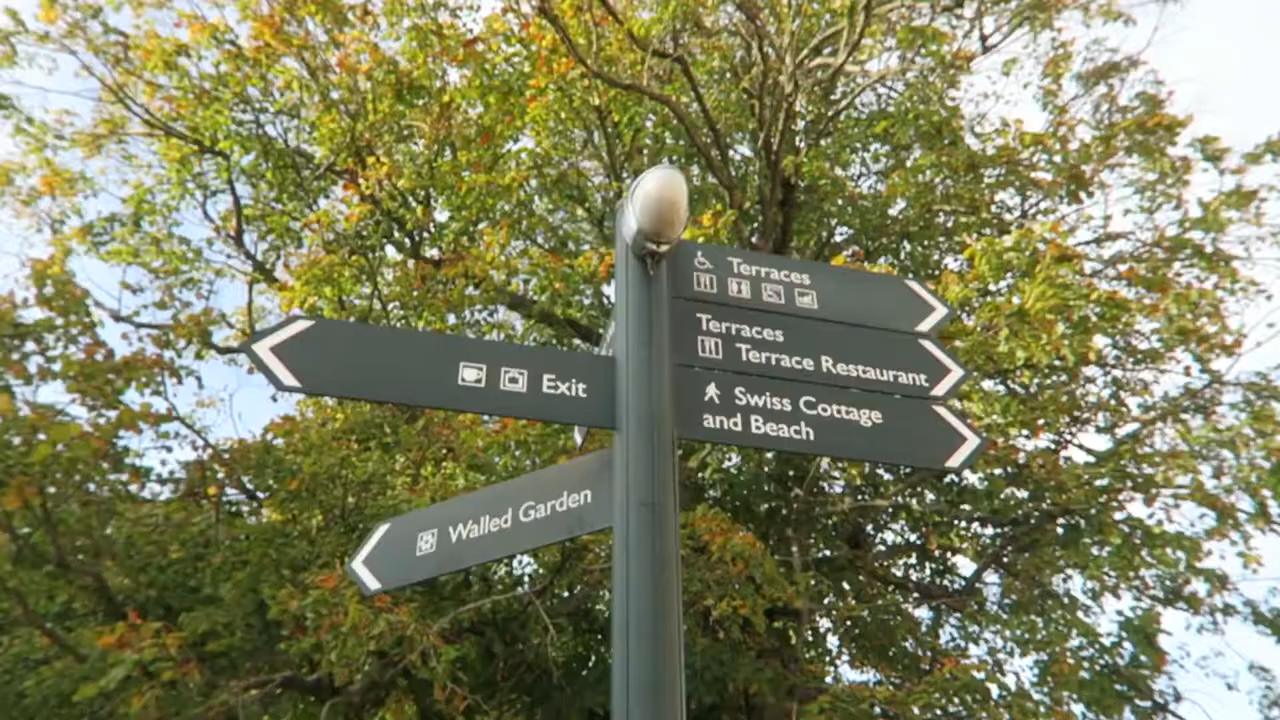 Terraces
Terraces
Terrace Restaurant
Swiss Cottage
and Beach
Exit
Walled Garden